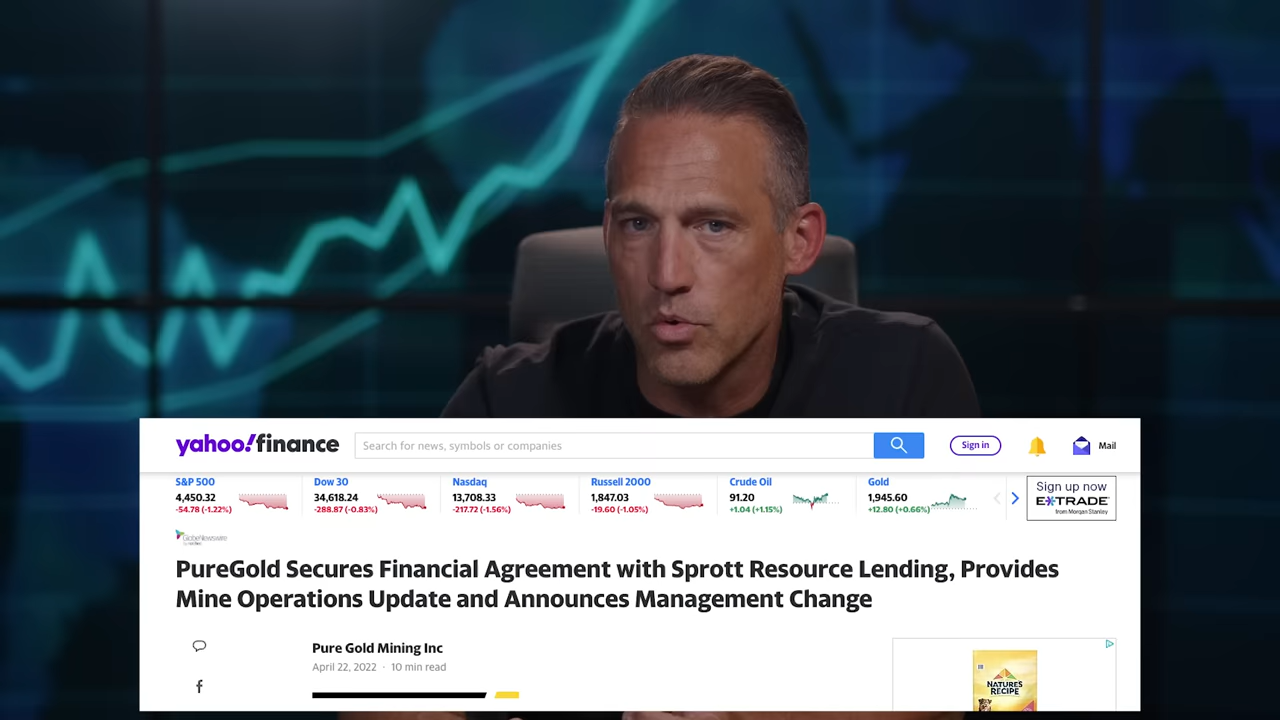 yahoo!finance
Search for news, symbols or companies
Sign in
Mail
S&P 500
4,450.32
-54.78 (-1.22%)
Dow 30
34,618.24
-288.87 (-0.83%)
Nasdaq
13,708.33
-217.72 (-1.56%)
Russell 2000
1,847.03
-19.60 (-1.05%)
Crude Oil
91.20
+1.04 (+1.15%)
Gold
1,945.60
+12.80 (+0.66%)
Sign up now
E*TRADE
from Morgan Stanley
GlobeNewswire
PureGold Secures Financial Agreement with Sprott Resource Lending, Provides
Mine Operations Update and Announces Management Change
Pure Gold Mining Inc
April 22, 2022 · 10 min read
NATURE'S
RECIPE